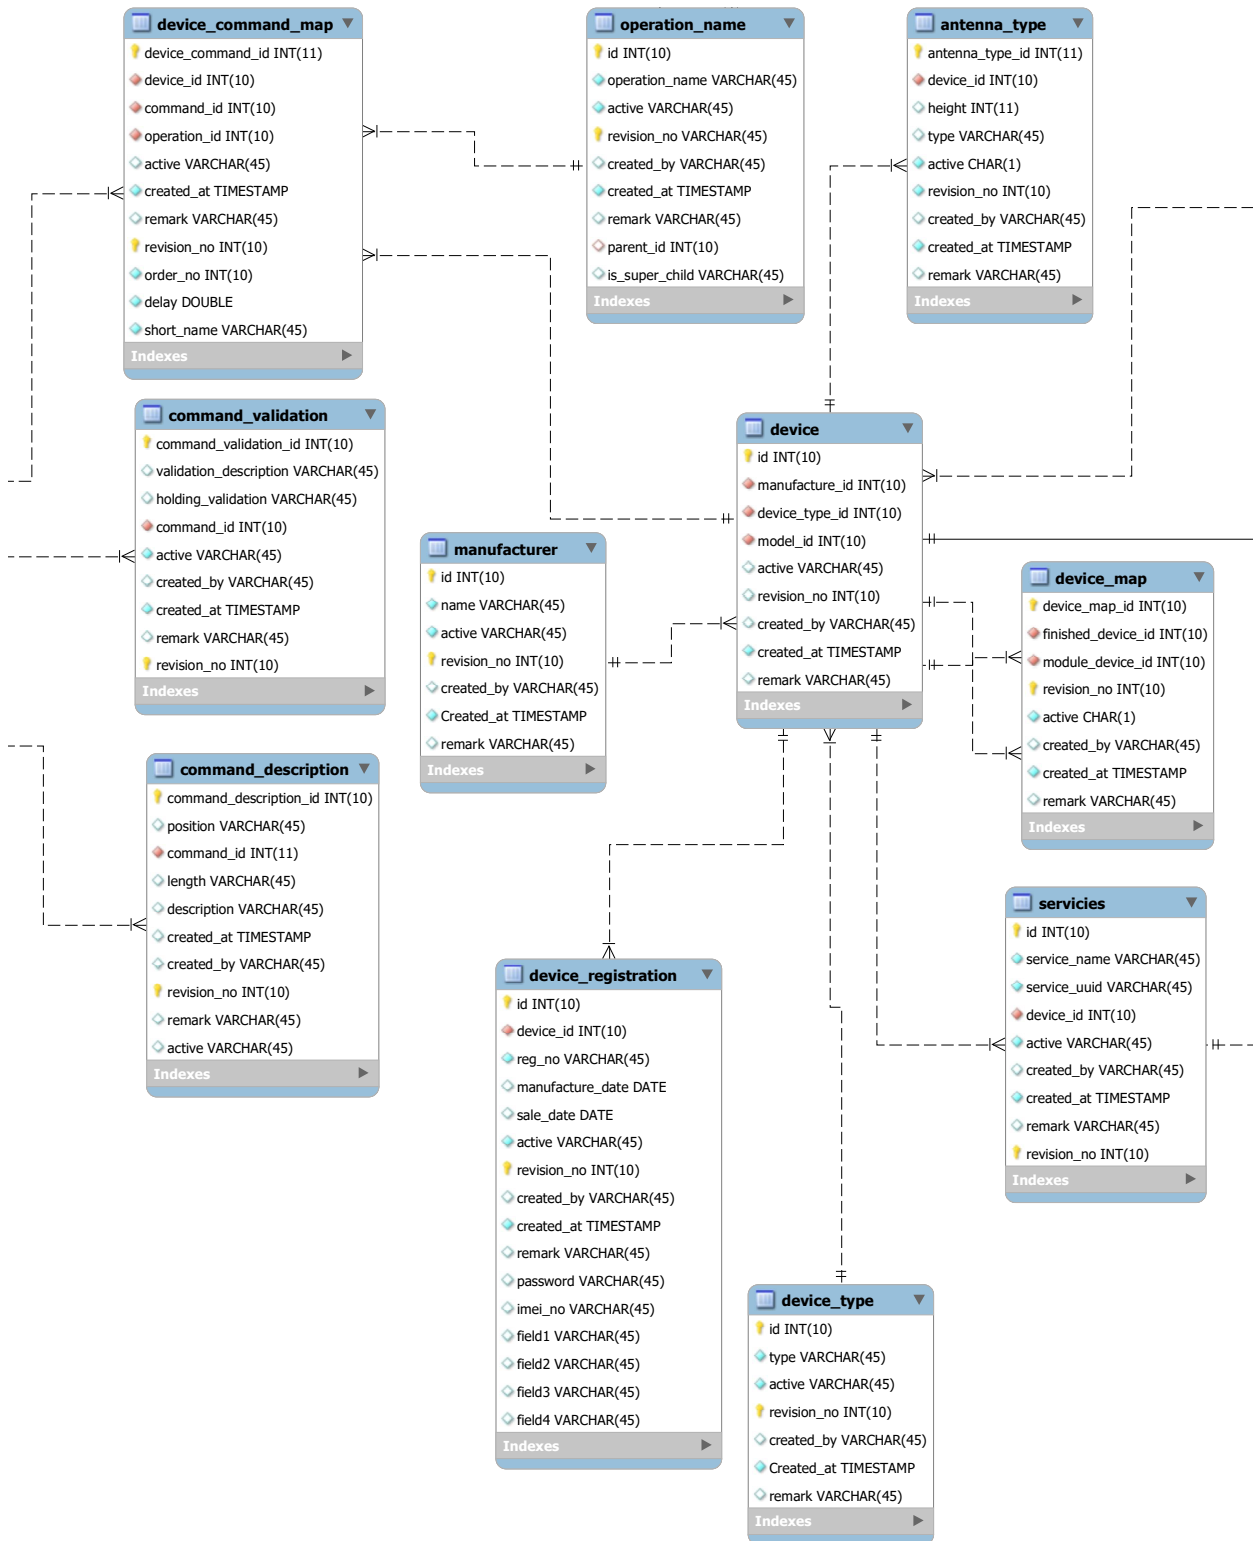 device_command_map
device_command_id INT(11)
device_id INT(10)
command_id INT(10)
operation_id INT(10)
active VARCHAR(45)
created_at TIMESTAMP
remark VARCHAR(45)
revision_no INT(10)
order_no INT(10)
delay DOUBLE
short_name VARCHAR(45)
Indexes
operation_name
id INT(10)
operation_name VARCHAR(45)
active VARCHAR(45)
revision_no VARCHAR(45)
created_by VARCHAR(45)
created_at TIMESTAMP
remark VARCHAR(45)
parent_id INT(10)
is_super_child VARCHAR(45)
Indexes
antenna_type
antenna_type_id INT(11)
device_id INT(10)
height INT(11)
type VARCHAR(45)
active CHAR(1)
revision_no INT(10)
created_by VARCHAR(45)
created_at TIMESTAMP
remark VARCHAR(45)
Indexes
command_validation
command_validation_id INT(10)
validation_description VARCHAR(45)
holding_validation VARCHAR(45)
command_id INT(10)
active VARCHAR(45)
created_by VARCHAR(45)
created_at TIMESTAMP
remark VARCHAR(45)
revision_no INT(10)
Indexes
device
id INT(10)
manufacture_id INT(10)
device_type_id INT(10)
model_id INT(10)
active VARCHAR(45)
revision_no INT(10)
created_by VARCHAR(45)
created_at TIMESTAMP
remark VARCHAR(45)
Indexes
manufacturer
id INT(10)
name VARCHAR(45)
active VARCHAR(45)
revision_no INT(10)
created_by VARCHAR(45)
Created_at TIMESTAMP
remark VARCHAR(45)
Indexes
device_map
device_map_id INT(10)
finished_device_id INT(10)
module_device_id INT(10)
revision_no INT(10)
active CHAR(1)
created_by VARCHAR(45)
created_at TIMESTAMP
remark VARCHAR(45)
Indexes
command_description
command_description_id INT(10)
position VARCHAR(45)
command_id INT(11)
length VARCHAR(45)
description VARCHAR(45)
created_at TIMESTAMP
created_by VARCHAR(45)
revision_no INT(10)
remark VARCHAR(45)
active VARCHAR(45)
Indexes
servicies
id INT(10)
service_name VARCHAR(45)
service_uuid VARCHAR(45)
device_id INT(10)
active VARCHAR(45)
created_by VARCHAR(45)
created_at TIMESTAMP
remark VARCHAR(45)
revision_no INT(10)
Indexes
device_registration
id INT(10)
device_id INT(10)
reg_no VARCHAR(45)
manufacture_date DATE
sale_date DATE
active VARCHAR(45)
revision_no INT(10)
created_by VARCHAR(45)
created_at TIMESTAMP
remark VARCHAR(45)
password VARCHAR(45)
imei_no VARCHAR(45)
field1 VARCHAR(45)
field2 VARCHAR(45)
field3 VARCHAR(45)
field4 VARCHAR(45)
Indexes
device_type
id INT(10)
type VARCHAR(45)
active VARCHAR(45)
revision_no INT(10)
created_by VARCHAR(45)
Created_at TIMESTAMP
remark VARCHAR(45)
Indexes